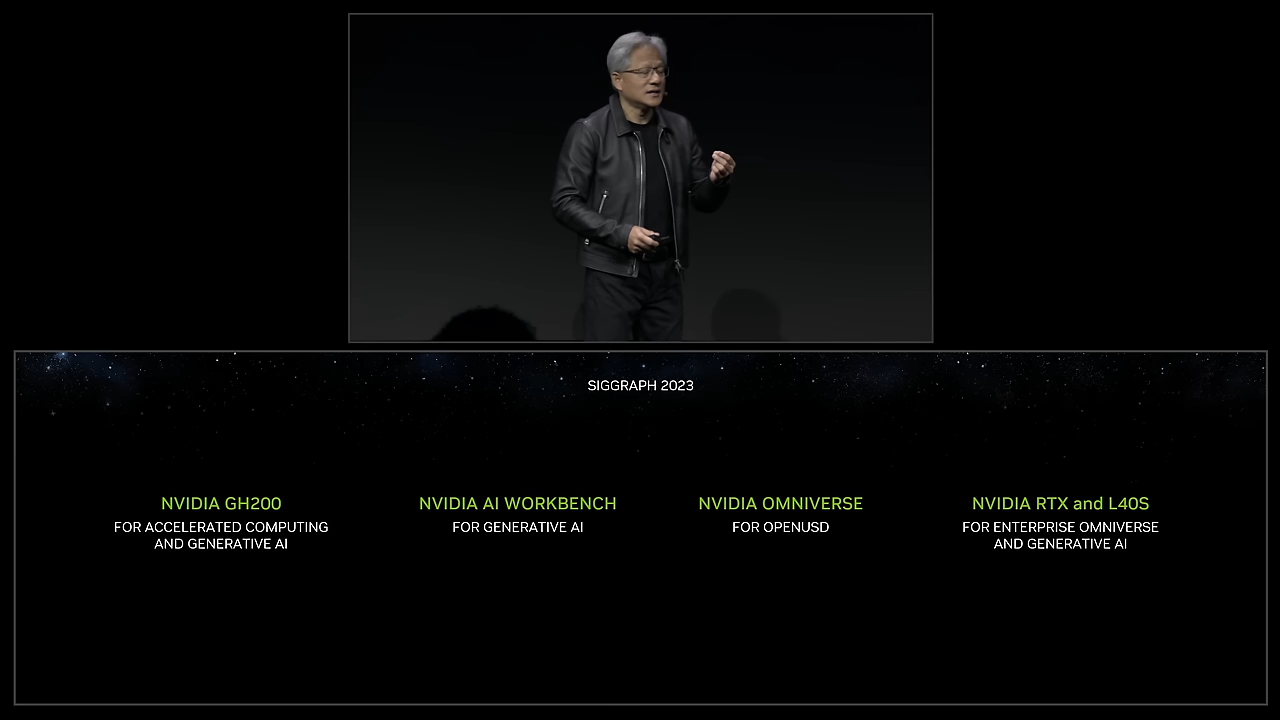 SIGGRAPH 2023
NVIDIA GH200
FOR ACCELERATED COMPUTING
AND GENERATIVE AI
NVIDIA AI WORKBENCH
FOR GENERATIVE AI
NVIDIA OMNIVERSE
FOR OPENUSD
NVIDIA RTX and L40S
FOR ENTERPRISE OMNIVERSE
AND GENERATIVE AI